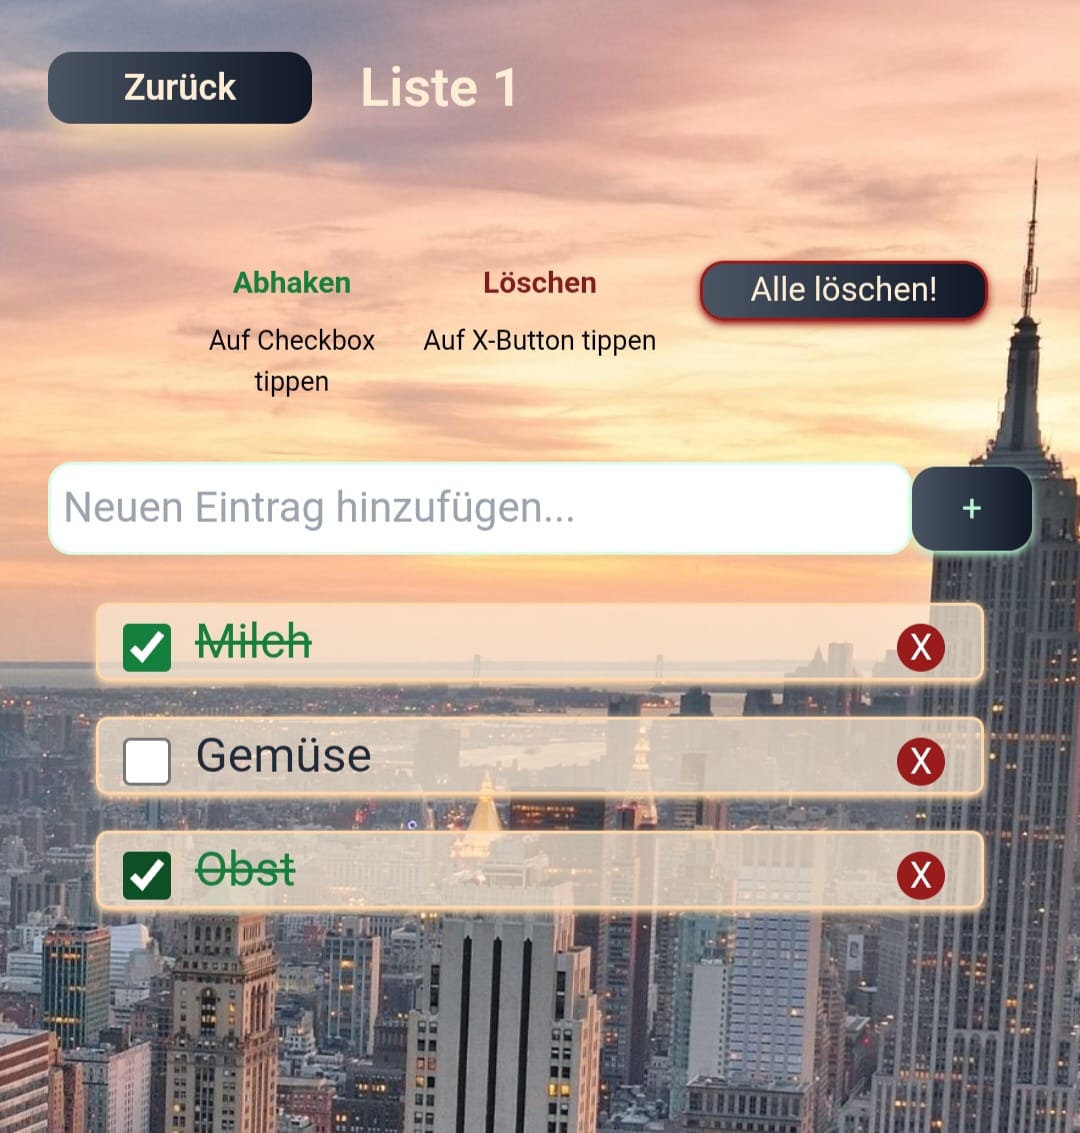 Zurück
Liste 1
Abhaken
Auf Checkbox
tippen
Löschen
Auf X-Button tippen
Alle löschen!
Neuen Eintrag hinzufügen...
+
Milch
X
Gemüse
X
Obst
X